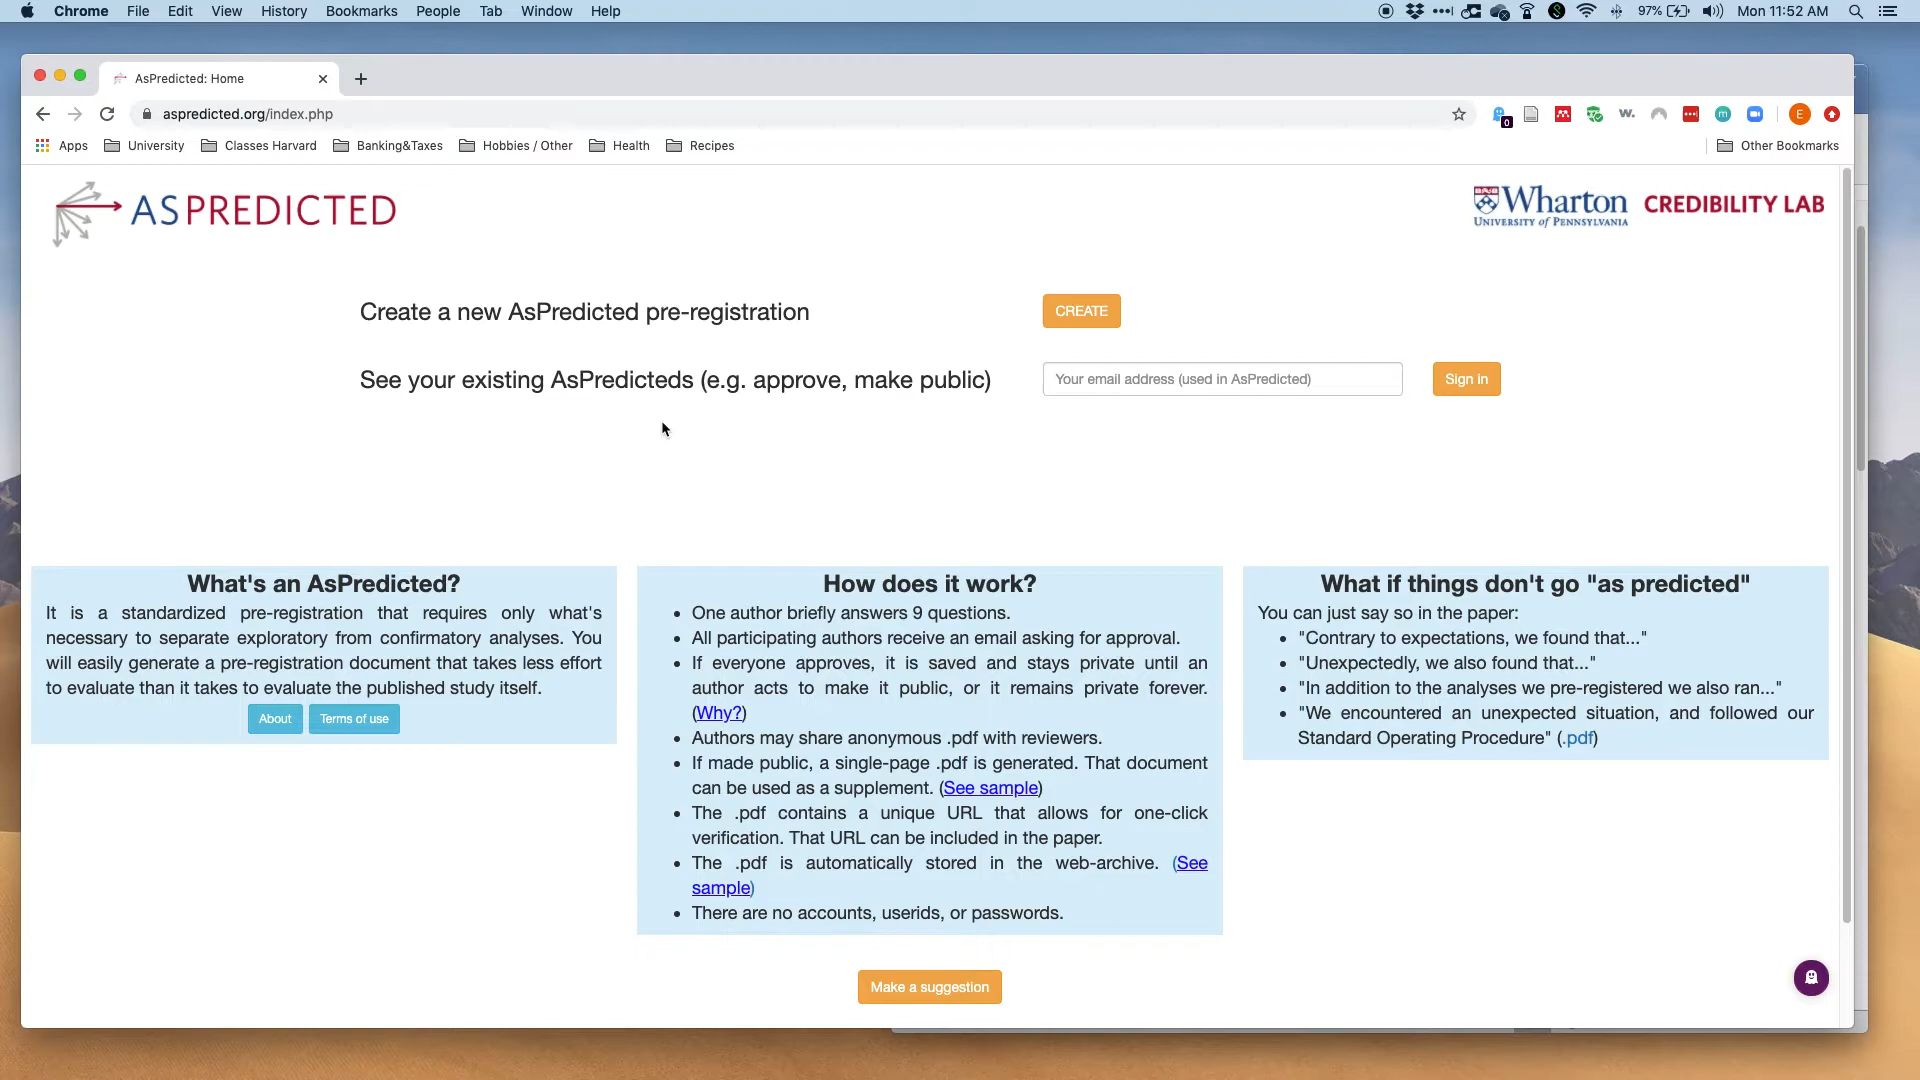 Chrome File Edit View History Bookmarks People Tab Window Help 97% Mon 11:52 AM
AsPredicted: Home
aspredicted.org/index.php
Apps University Classes Harvard Banking&Taxes Hobbies / Other Health Recipes Other Bookmarks
ASPREDICTED
Wharton CREDIBILITY LAB
UNIVERSITY of PENNSYLVANIA
Create a new AsPredicted pre-registration CREATE
See your existing AsPredicteds (e.g. approve, make public) Your email address (used in AsPredicted) Sign in
What's an AsPredicted?
It is a standardized pre-registration that requires only what's
necessary to separate exploratory from confirmatory analyses. You
will easily generate a pre-registration document that takes less effort
to evaluate than it takes to evaluate the published study itself.
About Terms of use
How does it work?
• One author briefly answers 9 questions.
• All participating authors receive an email asking for approval.
• If everyone approves, it is saved and stays private until an
author acts to make it public, or it remains private forever.
(Why?)
• Authors may share anonymous .pdf with reviewers.
• If made public, a single-page .pdf is generated. That document
can be used as a supplement. (See sample)
• The .pdf contains a unique URL that allows for one-click
verification. That URL can be included in the paper.
• The .pdf is automatically stored in the web-archive. (See
sample)
• There are no accounts, userids, or passwords.
What if things don't go "as predicted"
You can just say so in the paper:
• "Contrary to expectations, we found that..."
• "Unexpectedly, we also found that..."
• "In addition to the analyses we pre-registered we also ran..."
• "We encountered an unexpected situation, and followed our
Standard Operating Procedure" (.pdf)
Make a suggestion